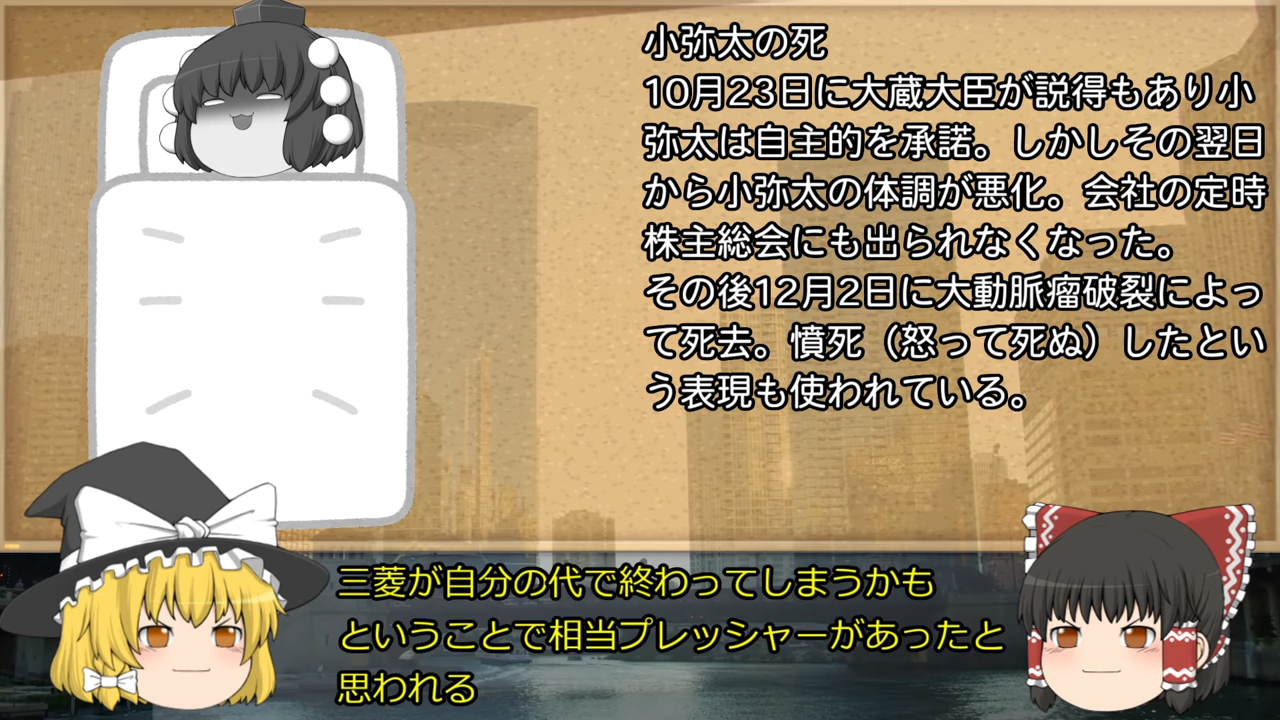 小弥太の死
10月23日に大蔵大臣が説得もあり小
弥太は自主的を承諾。しかしその翌日
から小弥太の体調が悪化。会社の定時
株主総会にも出られなくなった。
その後12月2日に大動脈瘤破裂によっ
て死去。憤死（怒って死ぬ）したとい
う表現も使われている。
三菱が自分の代で終わってしまうかも
ということで相当プレッシャーがあったと
思われる